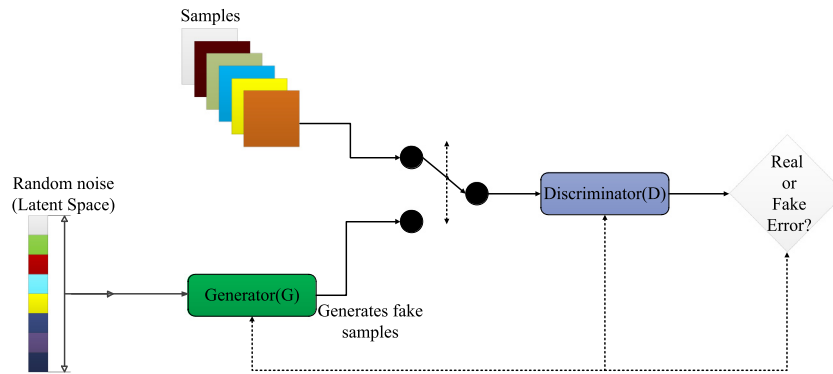 Samples
Random noise
(Latent Space)
Generator(G)
Generates fake
samples
Discriminator(D)
Real
or
Fake
Error?